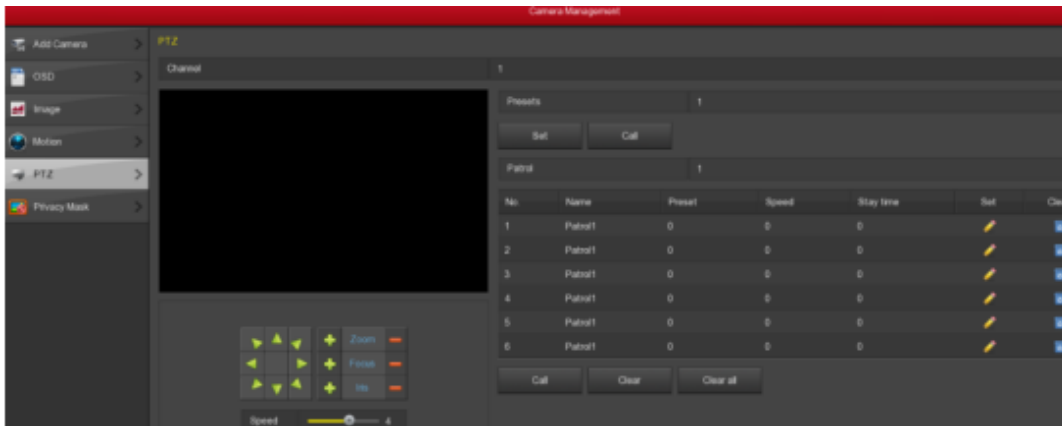 Camera Management
Add Camera
OSD
Image
Motion
PTZ
Privacy Mask
PTZ
Channel 1
Presets 1
Set Call
Patrol 1
No. Name Preset Speed Stay time Set Cle
1 Patrol1 0 0 0
2 Patrol1 0 0 0
3 Patrol1 0 0 0
4 Patrol1 0 0 0
5 Patrol1 0 0 0
6 Patrol1 0 0 0
Call Clear Clear all
Zoom
Focus
Iris
Speed 4